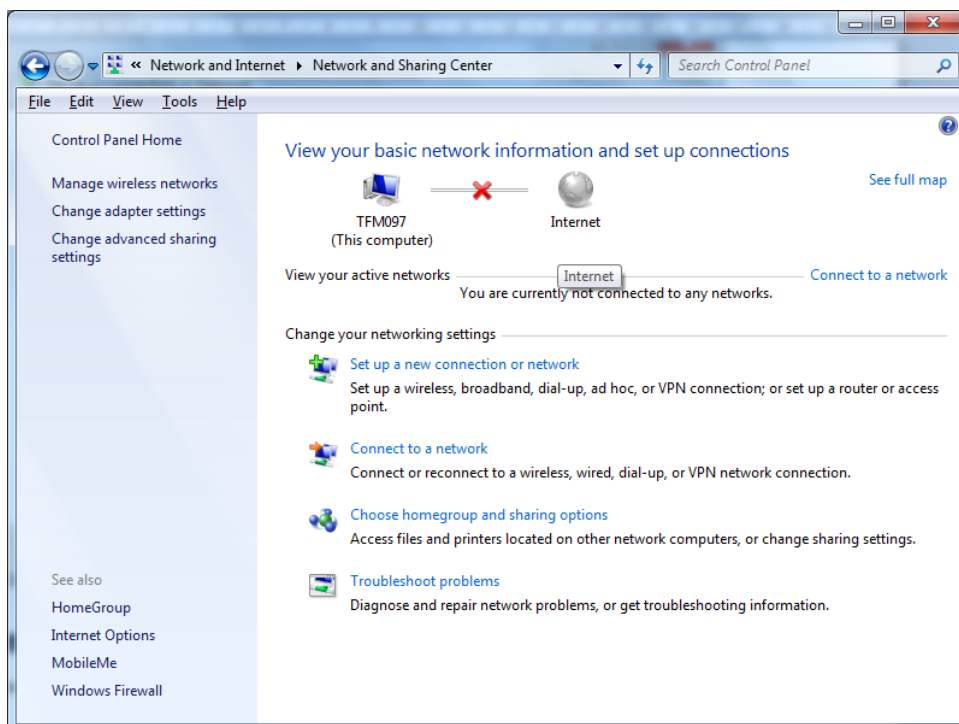 « Network and Internet ▸ Network and Sharing Center
Search Control Panel
File Edit View Tools Help
Control Panel Home
Manage wireless networks
Change adapter settings
Change advanced sharing
settings
See also
HomeGroup
Internet Options
MobileMe
Windows Firewall
View your basic network information and set up connections
See full map
TFM097
(This computer)
Internet
View your active networks
Internet
Connect to a network
You are currently not connected to any networks.
Change your networking settings
Set up a new connection or network
Set up a wireless, broadband, dial-up, ad hoc, or VPN connection; or set up a router or access
point.
Connect to a network
Connect or reconnect to a wireless, wired, dial-up, or VPN network connection.
Choose homegroup and sharing options
Access files and printers located on other network computers, or change sharing settings.
Troubleshoot problems
Diagnose and repair network problems, or get troubleshooting information.